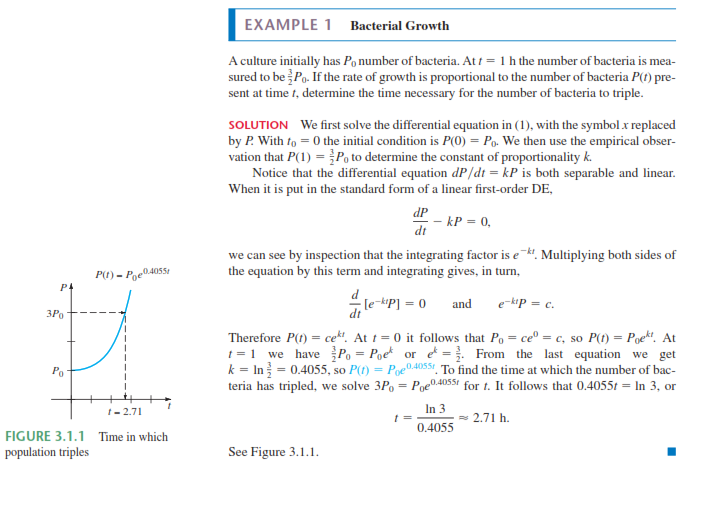 EXAMPLE 1 Bacterial Growth
A culture initially has P₀ number of bacteria. At t = 1 h the number of bacteria is mea-
sured to be 3/2 P₀. If the rate of growth is proportional to the number of bacteria P(t) pre-
sent at time t, determine the time necessary for the number of bacteria to triple.
SOLUTION We first solve the differential equation in (1), with the symbol x replaced
by P. With t₀ = 0 the initial condition is P(0) = P₀. We then use the empirical obser-
vation that P(1) = 3/2 P₀ to determine the constant of proportionality k.
Notice that the differential equation dP/dt = kP is both separable and linear.
When it is put in the standard form of a linear first-order DE,
dP/dt − kP = 0,
we can see by inspection that the integrating factor is e^(−kt). Multiplying both sides of
the equation by this term and integrating gives, in turn,
d/dt [e^(−kt)P] = 0 and e^(−kt)P = c.
Therefore P(t) = ce^(kt). At t = 0 it follows that P₀ = ce⁰ = c, so P(t) = P₀e^(kt). At
t = 1 we have 3/2 P₀ = P₀e^k or e^k = 3/2. From the last equation we get
k = ln 3/2 = 0.4055, so P(t) = P₀e^(0.4055t). To find the time at which the number of bac-
teria has tripled, we solve 3P₀ = P₀e^(0.4055t) for t. It follows that 0.4055t = ln 3, or
t = ln 3/0.4055 ≈ 2.71 h.
See Figure 3.1.1.
P(t) = P₀e^(0.4055t)
P
3P₀
P₀
t = 2.71
t
FIGURE 3.1.1 Time in which
population triples